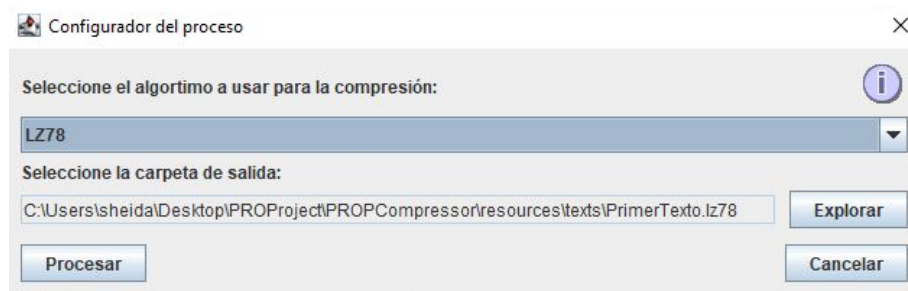 Configurador del proceso
Seleccione el algortimo a usar para la compresión:
i
LZ78
Seleccione la carpeta de salida:
C:\Users\sheida\Desktop\PROProject\PROPCompressor\resources\texts\PrimerTexto.lz78 Explorar
Procesar Cancelar